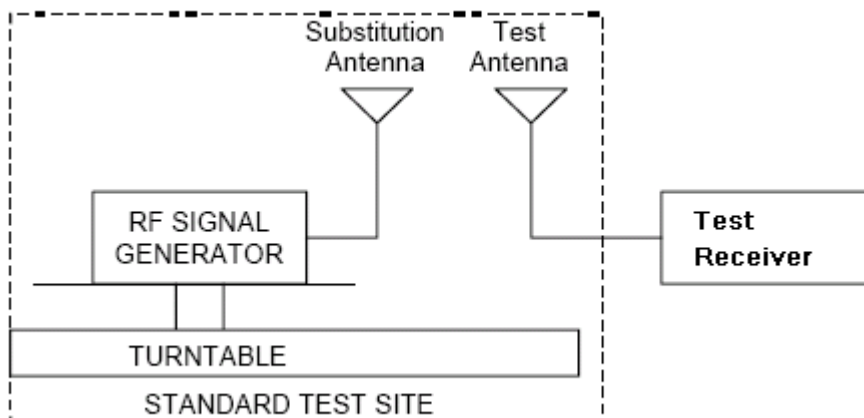 Substitution
Antenna
Test
Antenna
RF SIGNAL
GENERATOR
Test
Receiver
TURNTABLE
STANDARD TEST SITE